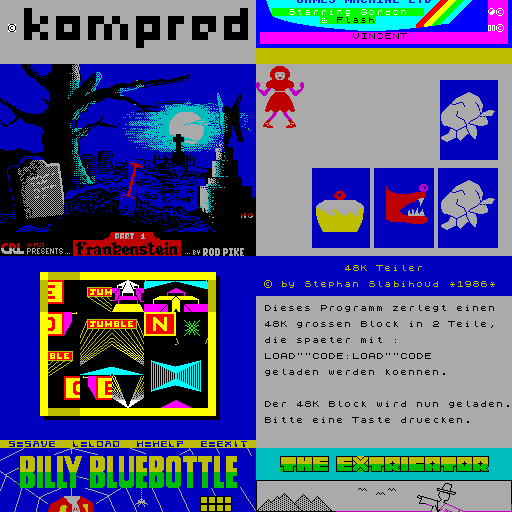 © kompred
GAMES MACHINE LTD
Starring Gordon
& Flash
VINCENT
PART 1
CRL
PRESENTS... Frankenstein ... BY ROD PIKE
JUM
JUMBLE
N
BLE
S=SAVE L=LOAD H=HELP E=EXIT
BILLY BLUEBOTTLE
48K Teiler
© by Stephan Slabihoud *1986*
Dieses Programm zerlegt einen
48K grossen Block in 2 Teile,
die spaeter mit :
LOAD""CODE:LOAD""CODE
geladen werden koennen.
Der 48K Block wird nun geladen.
Bitte eine Taste druecken.
THE EXTRICATOR